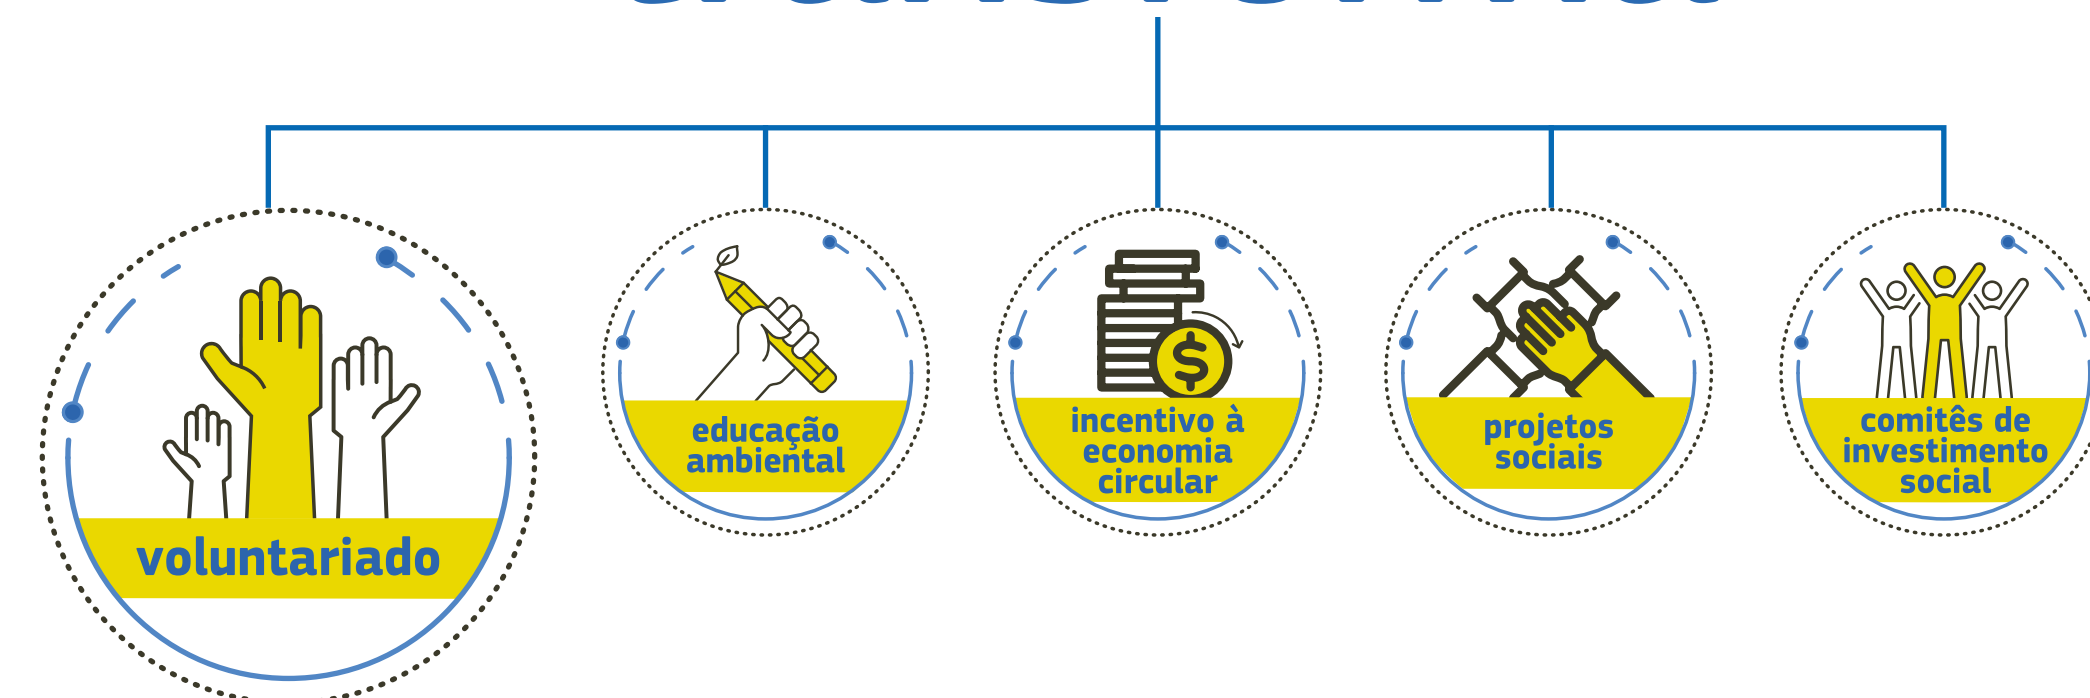 voluntariado
educação
ambiental
incentivo à
economia
circular
projetos
sociais
comitês de
investimento
social